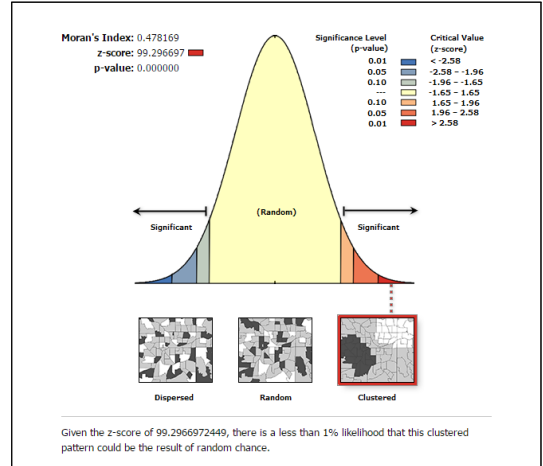 Moran's Index: 0.478169
z-score: 99.296697
p-value: 0.000000
Significance Level (p-value)
Critical Value (z-score)
0.01 < -2.58
0.05 -2.58 – -1.96
0.10 -1.96 – -1.65
--- -1.65 – 1.65
0.10 1.65 – 1.96
0.05 1.96 – 2.58
0.01 > 2.58
(Random)
Significant
Significant
Dispersed
Random
Clustered
Given the z-score of 99.2966972449, there is a less than 1% likelihood that this clustered
pattern could be the result of random chance.